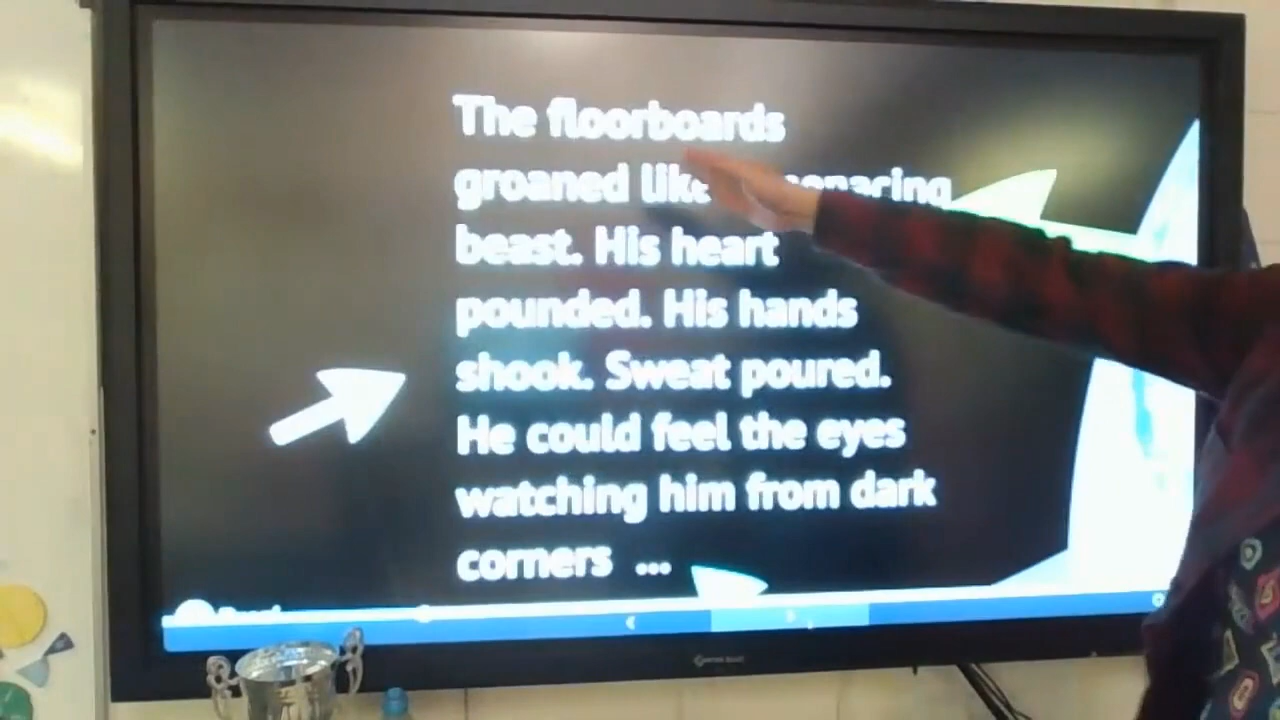 The floorboards
groaned like
beast. His heart
pounded. His hands
shook. Sweat poured.
He could feel the eyes
watching him from dark
corners ...